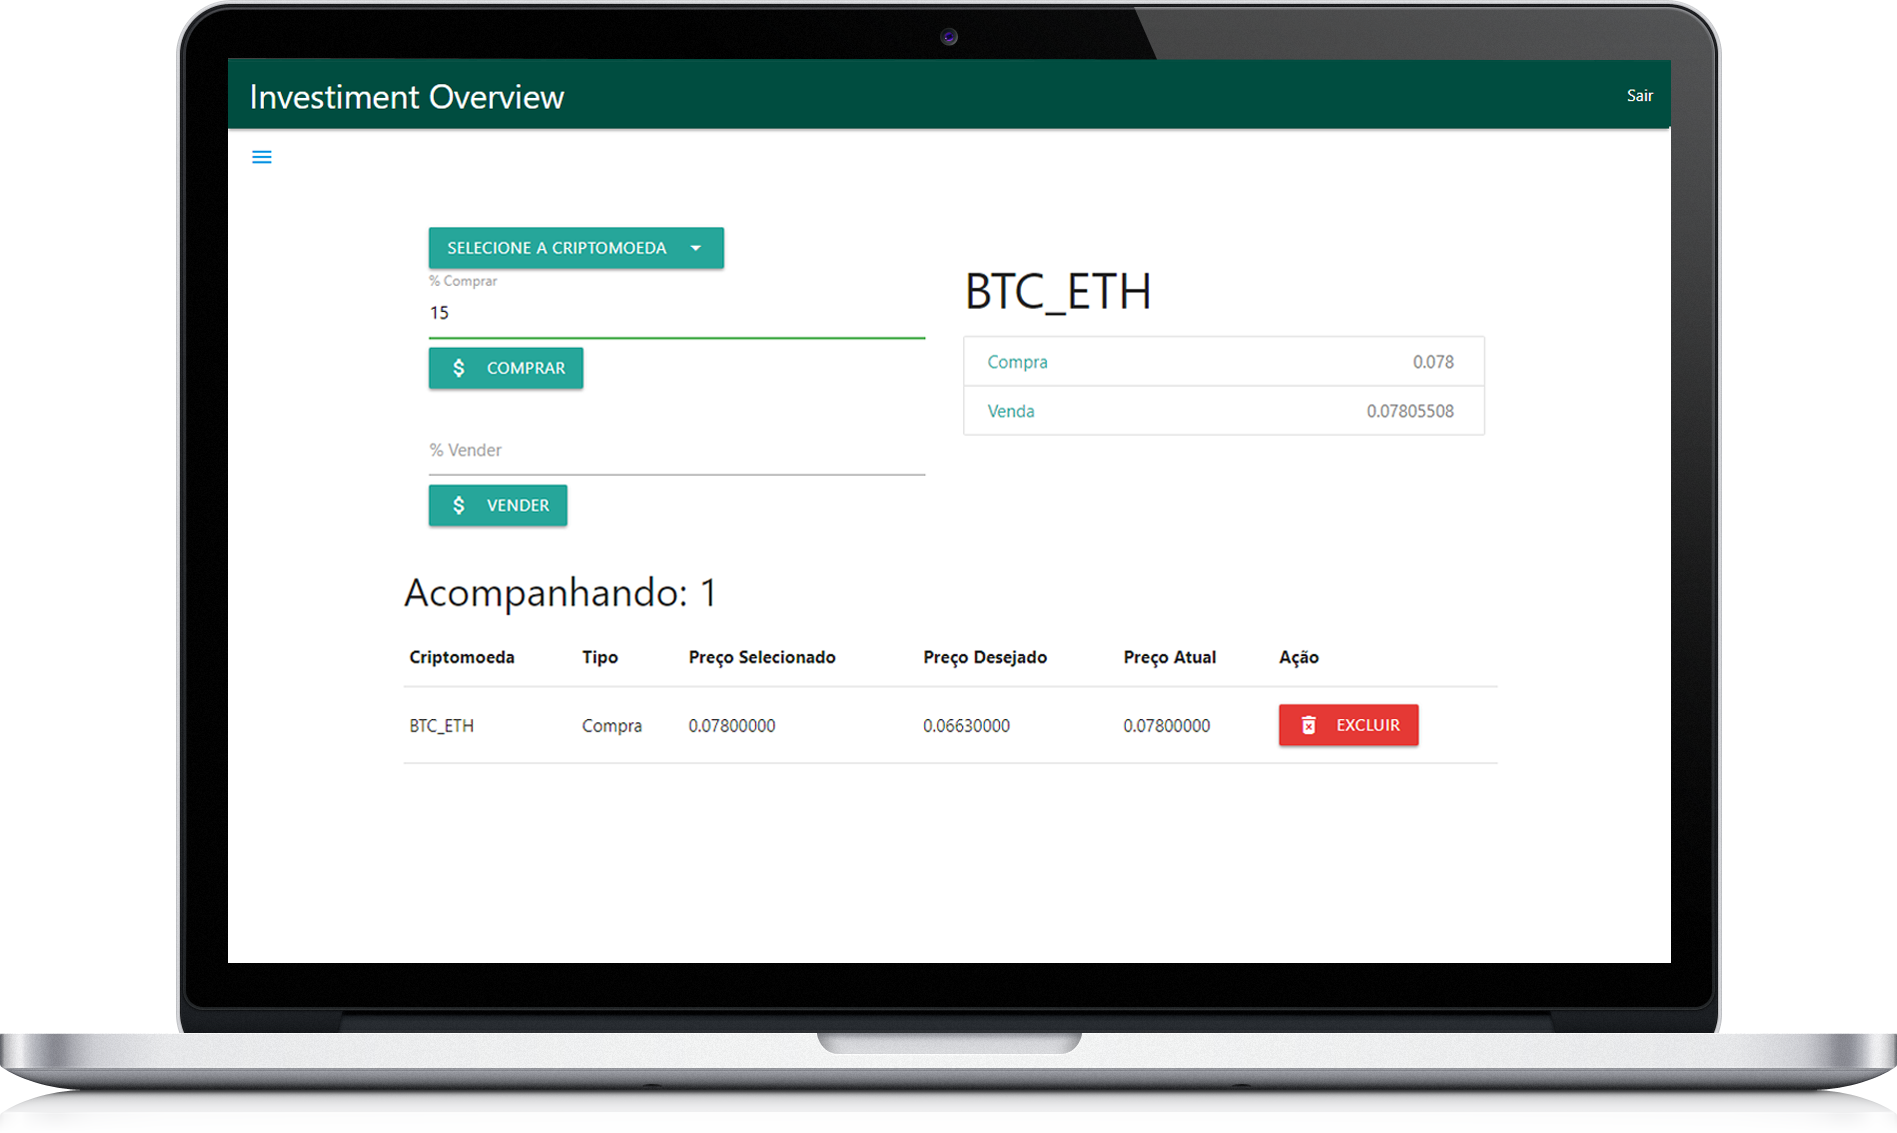 Investiment Overview
Sair
SELECIONE A CRIPTOMOEDA
% Comprar
15
$ COMPRAR
% Vender
$ VENDER
BTC_ETH
Compra 0.078
Venda 0.07805508
Acompanhando: 1
Criptomoeda Tipo Preço Selecionado Preço Desejado Preço Atual Ação
BTC_ETH Compra 0.07800000 0.06630000 0.07800000 EXCLUIR